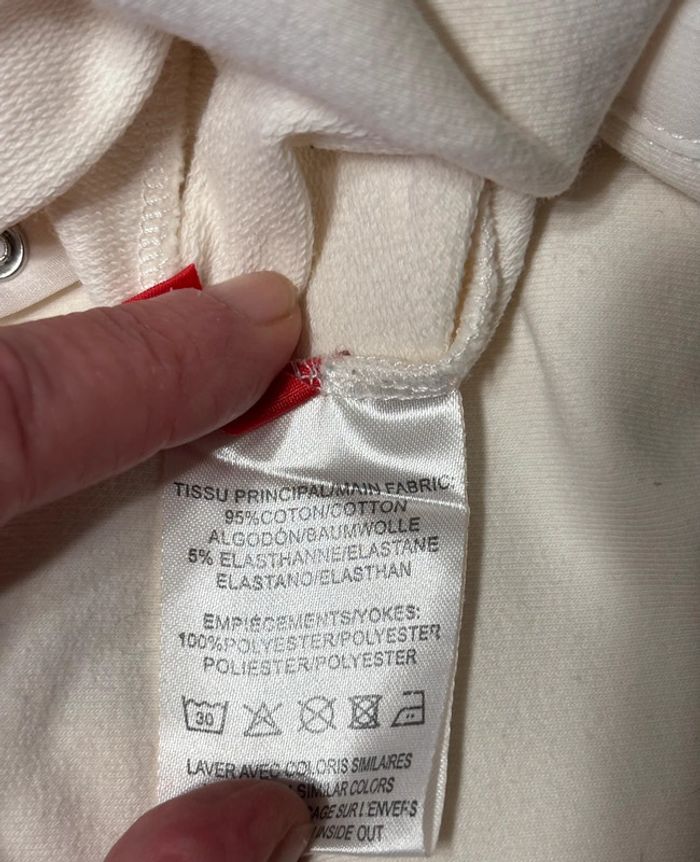 TISSU PRINCIPAL/MAIN FABRIC:
95%COTON/COTTON
ALGODÓN/BAUMWOLLE
5% ELASTHANNE/ELASTANE
ELASTANO/ELASTHAN
EMPIÉCEMENTS/YOKES:
100%POLYESTER/POLYESTER
POLIESTER/POLYESTER
30
LAVER AVEC COLORIS SIMILAIRES
SIMILAR COLORS
SUR L'ENVERS
INSIDE OUT